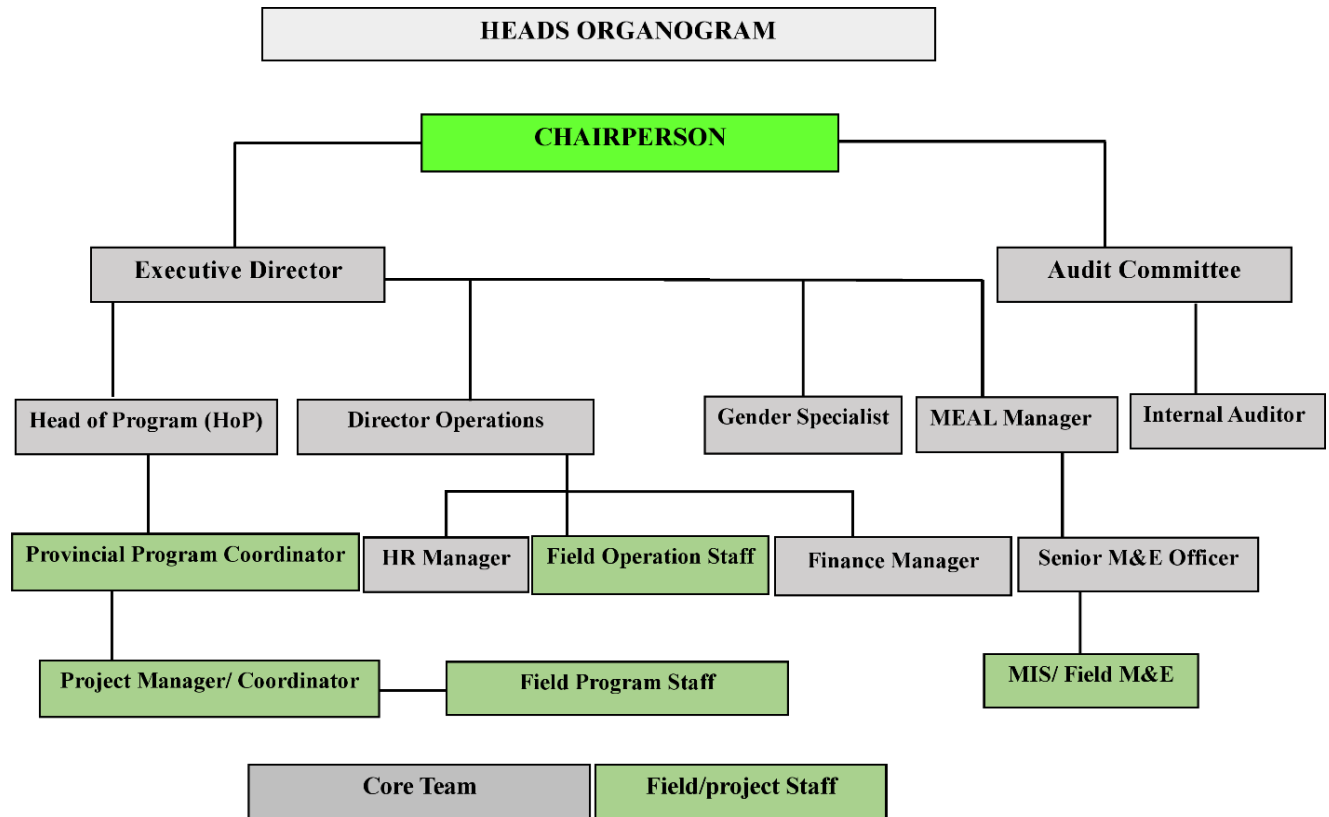 HEADS ORGANOGRAM
CHAIRPERSON
Executive Director
Audit Committee
Head of Program (HoP)
Director Operations
Gender Specialist
MEAL Manager
Internal Auditor
Provincial Program Coordinator
HR Manager
Field Operation Staff
Finance Manager
Senior M&E Officer
Project Manager/ Coordinator
Field Program Staff
MIS/ Field M&E
Core Team
Field/project Staff